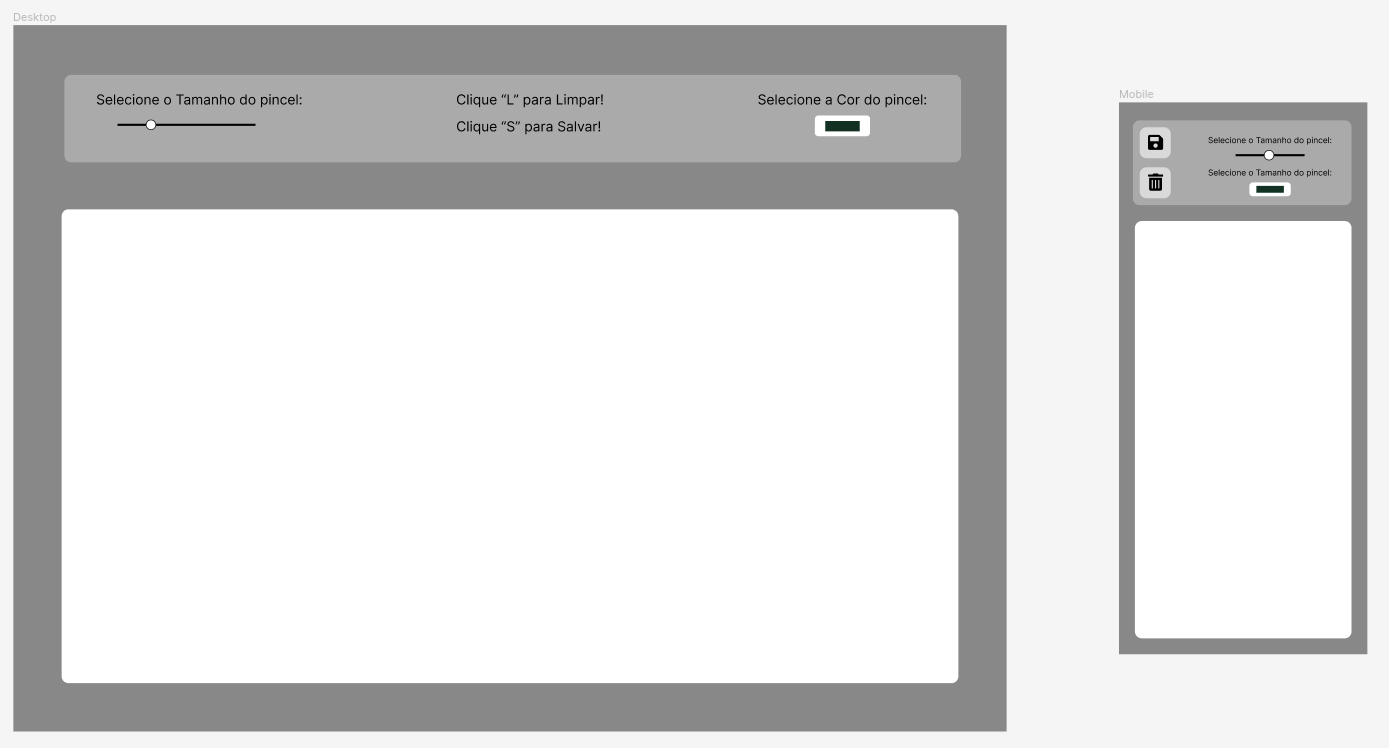 Desktop
Selecione o Tamanho do pincel:
Clique “L” para Limpar!
Clique “S” para Salvar!
Selecione a Cor do pincel:
Mobile
Selecione o Tamanho do pincel:
Selecione o Tamanho do pincel: